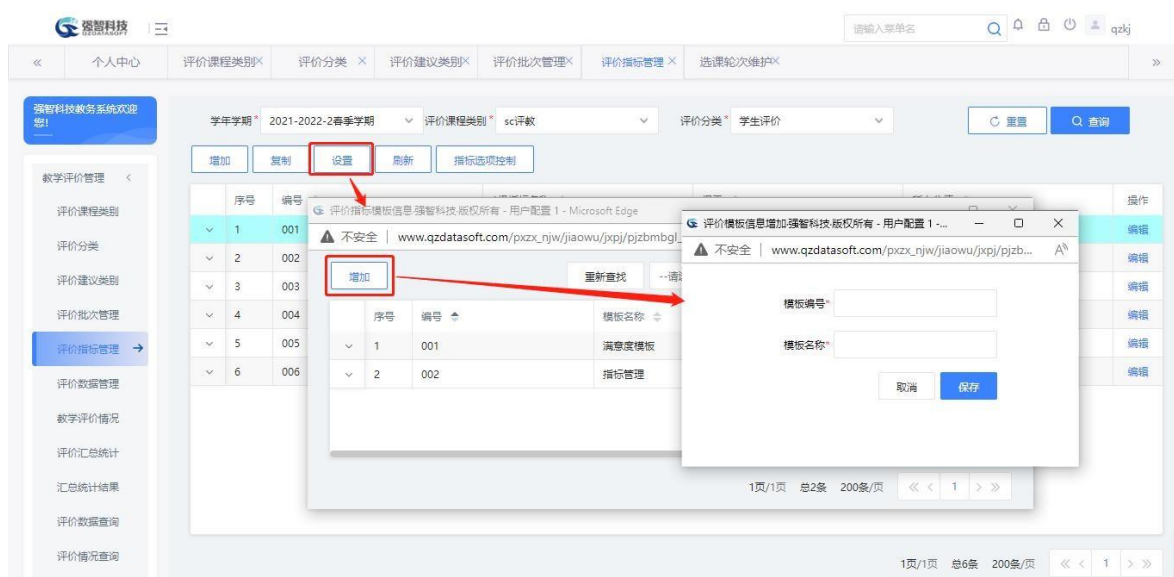 强智科技
QZDATASOFT
请输入菜单名
qzkj
个人中心
评价课程类别×
评价分类 ×
评价建议类别×
评价批次管理×
评价指标管理 ×
选课轮次维护×
强智科技教务系统欢迎
您!
学年学期* 2021-2022-2春季学期
评价课程类别* sc评教
评价分类* 学生评价
重置
查询
增加
复制
设置
刷新
指标选项控制
教学评价管理
评价课程类别
评价分类
评价建议类别
评价批次管理
评价指标管理
评价数据管理
教学评价情况
评价汇总统计
汇总统计结果
评价数据查询
评价情况查询
序号 编号 操作
1 001 编辑
2 002 编辑
3 003 编辑
4 004 编辑
5 005 编辑
6 006 编辑
评价指标模板信息-强智科技-版权所有 - 用户配置 1 - Microsoft Edge
不安全 | www.qzdatasoft.com/pxzx_njw/jiaowu/jxpj/pjzbmbgl_
增加
重新查找
序号 编号 模板名称
1 001 满意度模板
2 002 指标管理
1页/1页 总2条 200条/页 1
评价模板信息增加-强智科技-版权所有 - 用户配置 1 -...
不安全 | www.qzdatasoft.com/pxzx_njw/jiaowu/jxpj/pjzb...
模板编号*
模板名称*
取消
保存
1页/1页 总6条 200条/页 1